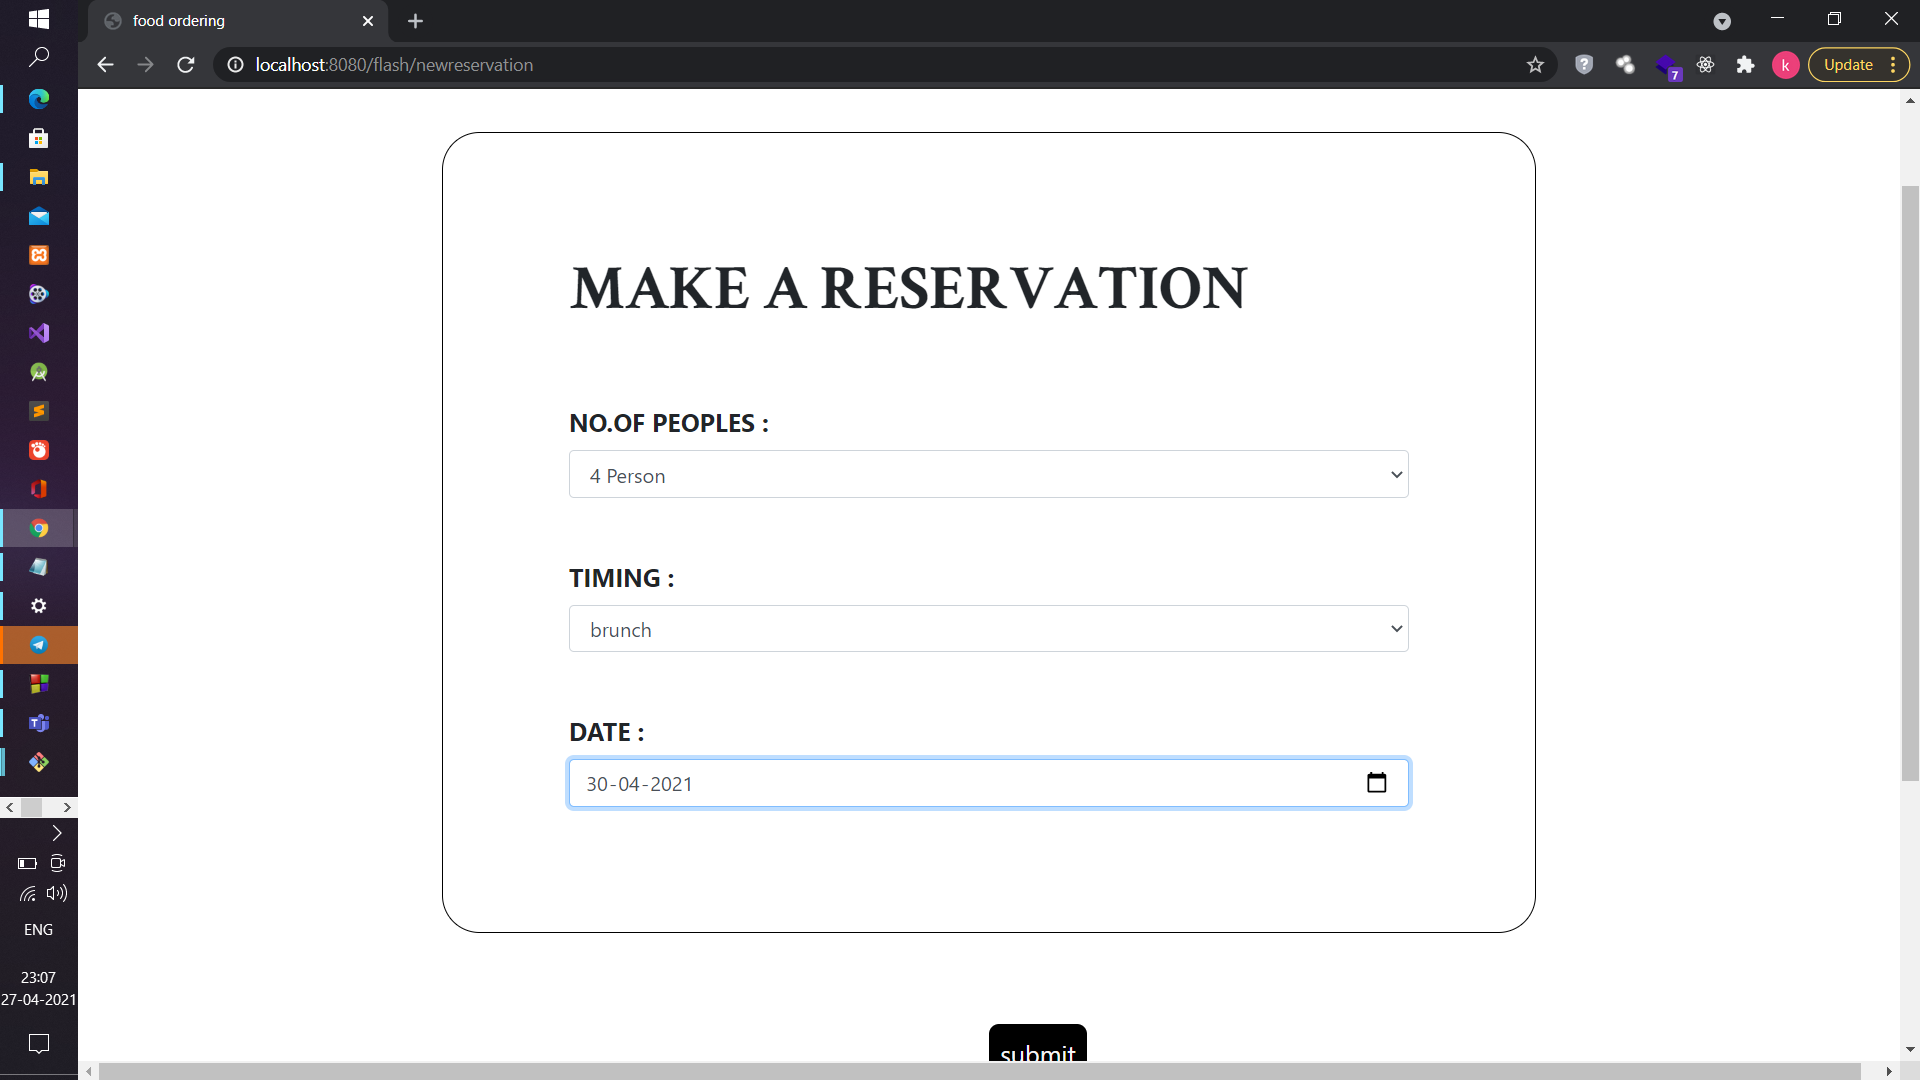 food ordering
localhost:8080/flash/newreservation
7
k
Update
MAKE A RESERVATION
NO.OF PEOPLES :
4 Person
TIMING :
brunch
DATE :
30-04-2021
submit
ENG
23:07
27-04-2021